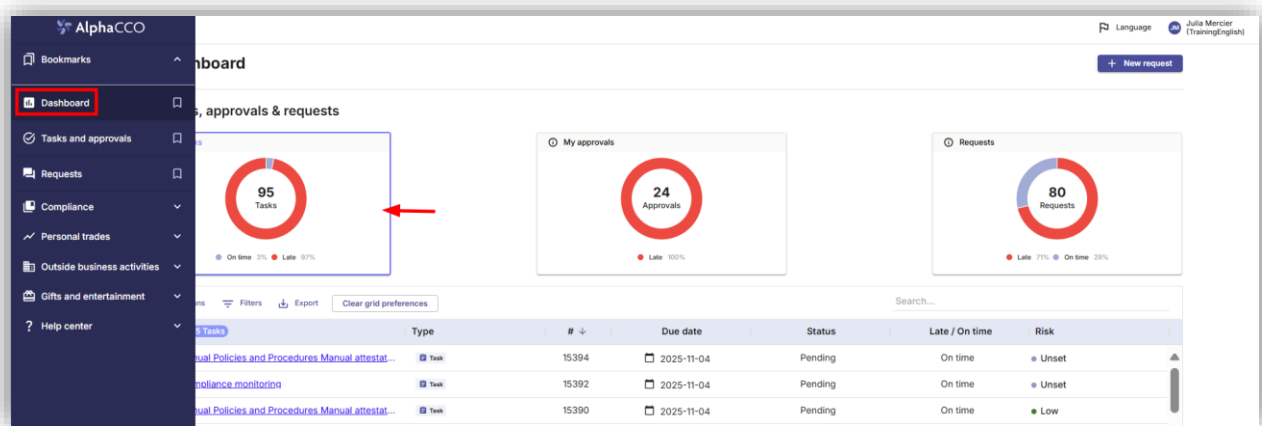 AlphaCCO
Language
JM
Julia Mercier
(TrainingEnglish)
Bookmarks
Dashboard
Tasks and approvals
Requests
Compliance
Personal trades
Outside business activities
Gifts and entertainment
? Help center
hboard
+ New request
s, approvals & requests
ks
95
Tasks
On time 3% Late 97%
My approvals
24
Approvals
Late 100%
Requests
80
Requests
Late 71% On time 29%
ns Filters Export Clear grid preferences Search...
5 Tasks Type # ↓ Due date Status Late / On time Risk
ual Policies and Procedures Manual attestat... Task 15394 2025-11-04 Pending On time Unset
mpliance monitoring Task 15392 2025-11-04 Pending On time Unset
ual Policies and Procedures Manual attestat... Task 15390 2025-11-04 Pending On time Low